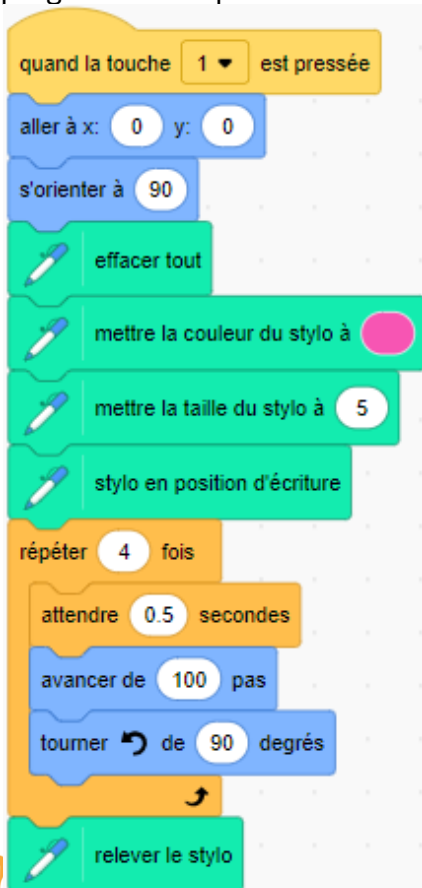 quand la touche 1 est pressée
aller à x: 0 y: 0
s'orienter à 90
effacer tout
mettre la couleur du stylo à
mettre la taille du stylo à 5
stylo en position d'écriture
répéter 4 fois
attendre 0.5 secondes
avancer de 100 pas
tourner de 90 degrés
relever le stylo